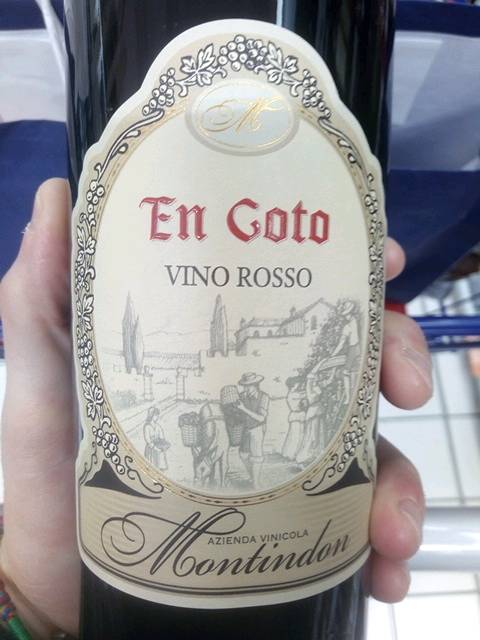 M
En Goto
VINO ROSSO
AZIENDA VINICOLA
Montindon